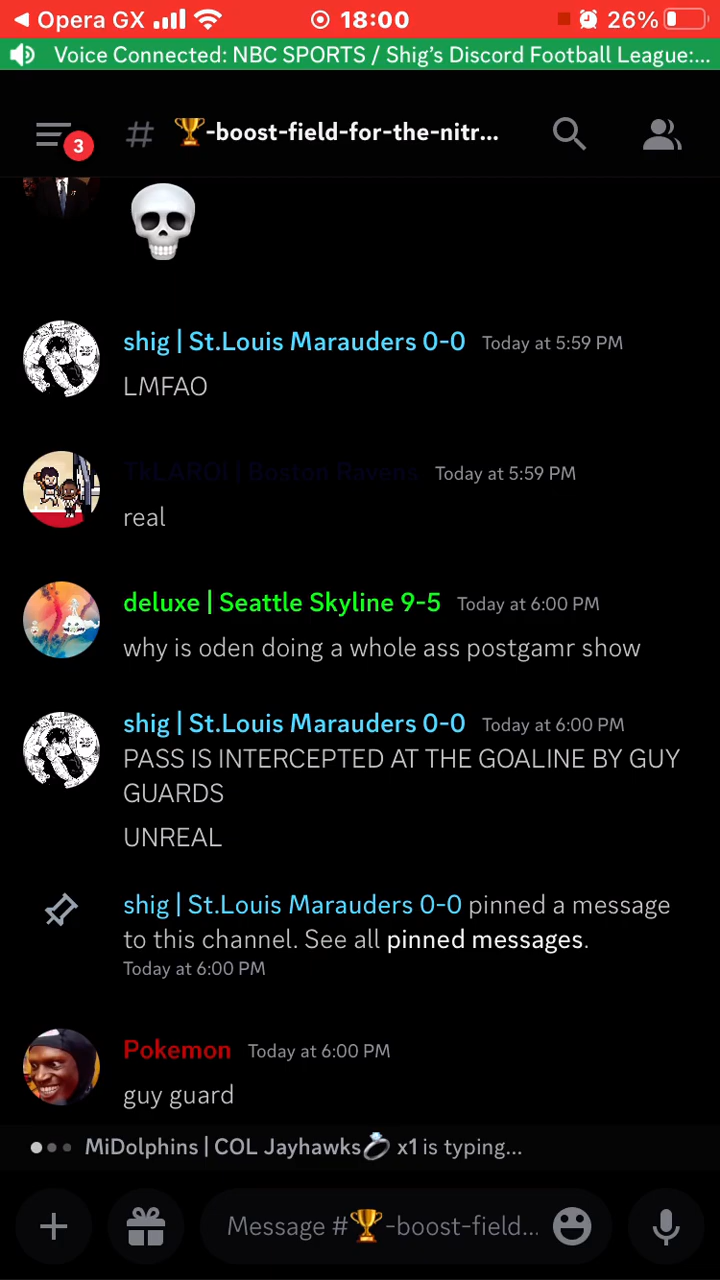 ◀ Opera GX 18:00 26%
Voice Connected: NBC SPORTS / Shig’s Discord Football League:...
3 # 🏆-boost-field-for-the-nitr...
💀
shig | St.Louis Marauders 0-0 Today at 5:59 PM
LMFAO
TkLAROI | Boston Ravens Today at 5:59 PM
real
deluxe | Seattle Skyline 9-5 Today at 6:00 PM
why is oden doing a whole ass postgamr show
shig | St.Louis Marauders 0-0 Today at 6:00 PM
PASS IS INTERCEPTED AT THE GOALINE BY GUY
GUARDS
UNREAL
shig | St.Louis Marauders 0-0 pinned a message
to this channel. See all pinned messages.
Today at 6:00 PM
Pokemon Today at 6:00 PM
guy guard
MiDolphins | COL Jayhawks💍 x1 is typing...
Message #🏆-boost-field...